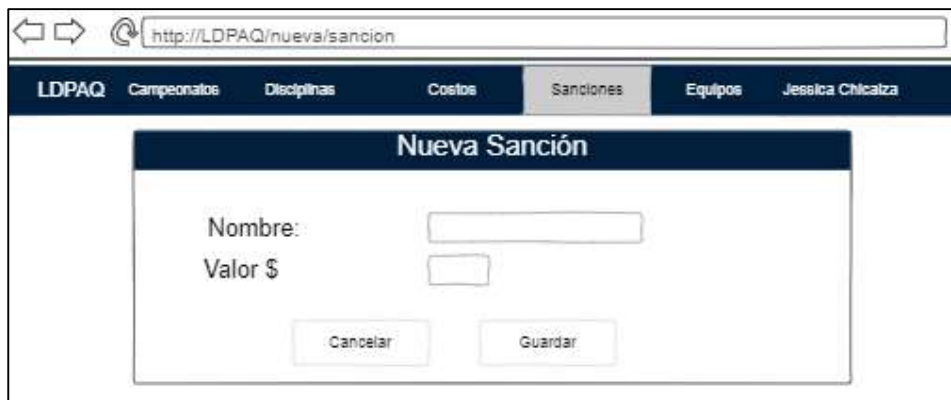 http://LDPAQ/nueva/sancion
LDPAQ Campeonatos Disciplinas Costos Sanciones Equipos Jessica Chicaiza
Nueva Sanción
Nombre:
Valor $
Cancelar Guardar